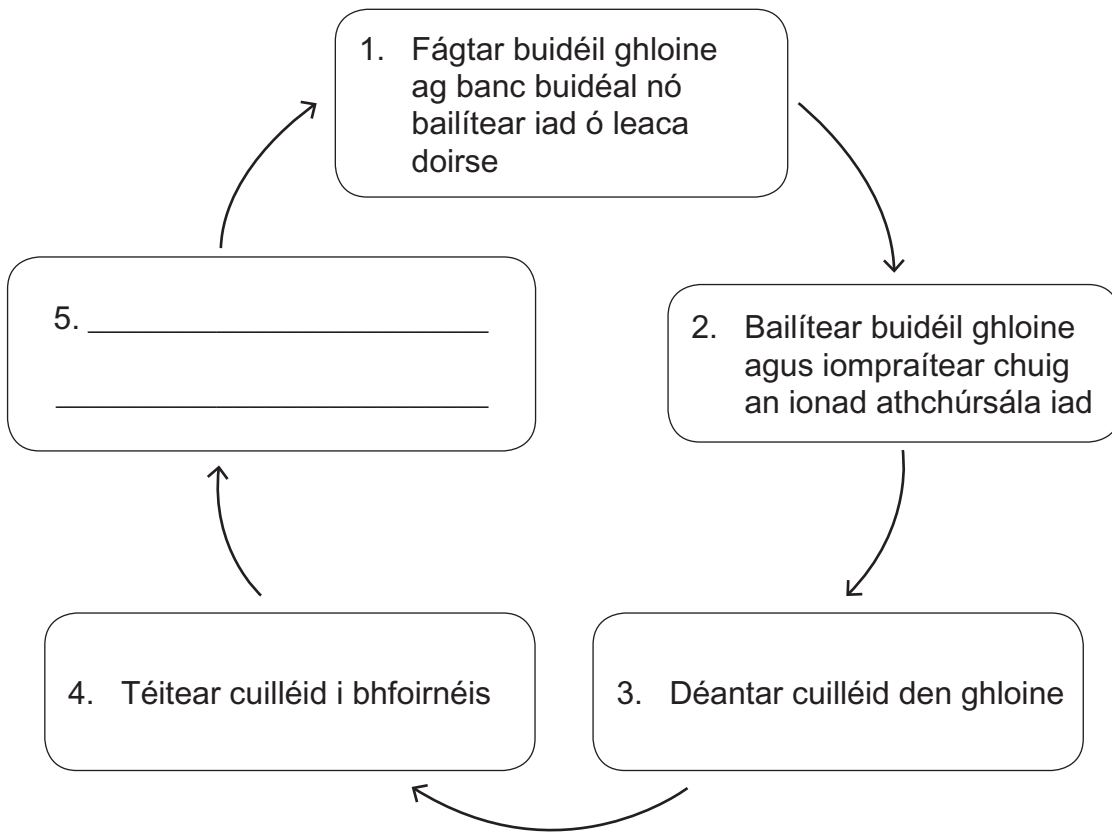 1. Fágtar buidéil ghloine
ag banc buidéal nó
bailítear iad ó leaca
doirse
2. Bailítear buidéil ghloine
agus iompraítear chuig
an ionad athchúrsála iad
3. Déantar cuilléid den ghloine
4. Téitear cuilléid i bhfoirnéis
5.